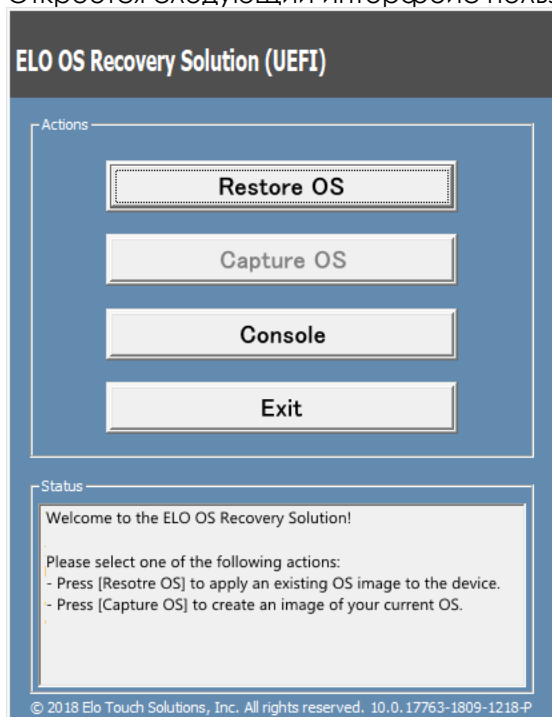 Откроется следующий интерфейс
ELO OS Recovery Solution (UEFI)
Actions
Restore OS
Capture OS
Console
Exit
Status
Welcome to the ELO OS Recovery Solution!
Please select one of the following actions:
- Press [Resotre OS] to apply an existing OS image to the device.
- Press [Capture OS] to create an image of your current OS.
© 2018 Elo Touch Solutions, Inc. All rights reserved. 10.0.17763-1809-1218-P